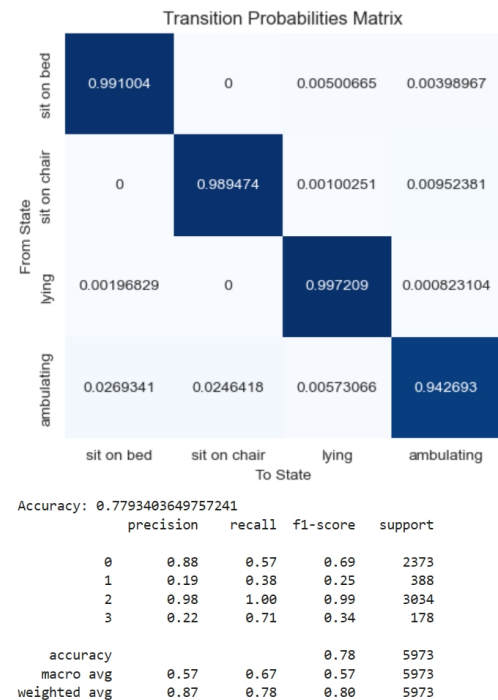 Transition Probabilities Matrix
sit on bed
0.991004 0 0.00500665 0.00398967
sit on chair
0 0.989474 0.00100251 0.00952381
From State
lying
0.00196829 0 0.997209 0.000823104
ambulating
0.0269341 0.0246418 0.00573066 0.942693
sit on bed sit on chair lying ambulating
To State
Accuracy: 0.7793403649757241
precision recall f1-score support
0 0.88 0.57 0.69 2373
1 0.19 0.38 0.25 388
2 0.98 1.00 0.99 3034
3 0.22 0.71 0.34 178
accuracy 0.78 5973
macro avg 0.57 0.67 0.57 5973
weighted avg 0.87 0.78 0.80 5973